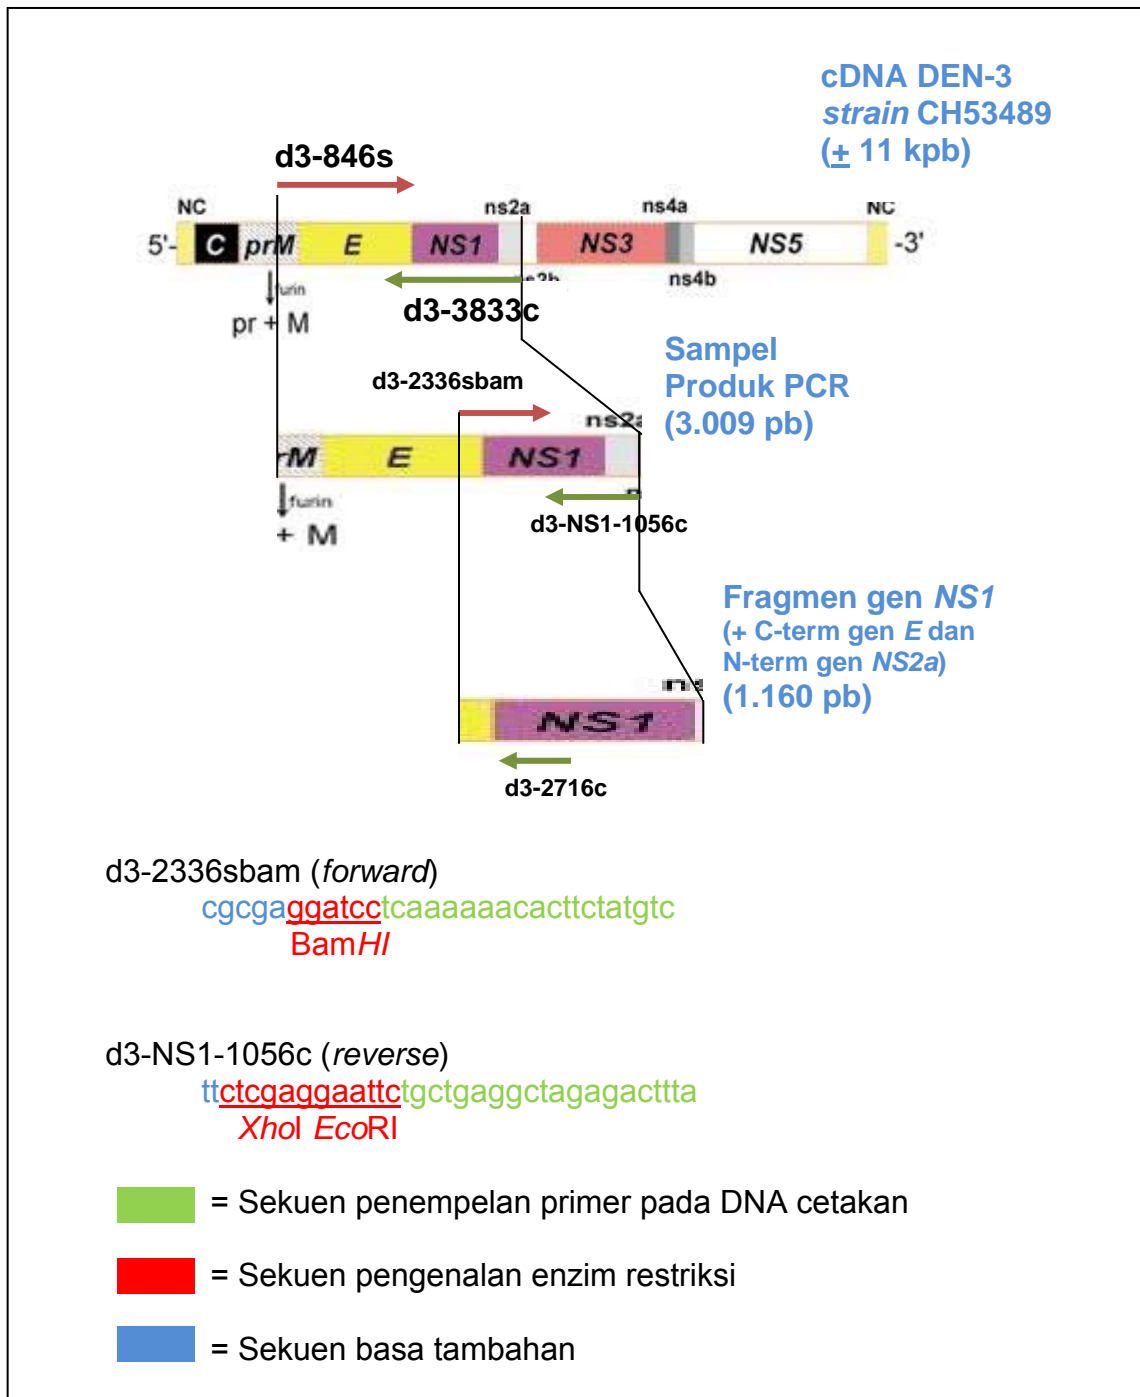 cDNA DEN-3
strain CH53489
(± 11 kpb)
d3-846s
NC
ns2a
ns4a
NC
5'-
C
prM
E
NS1
NS3
NS5
-3'
ns2b
ns4b
furin
pr + M
d3-3833c
Sampel
Produk PCR
(3.009 pb)
d3-2336sbam
ns2a
rM
E
NS1
furin
+ M
d3-NS1-1056c
Fragmen gen NS1
(+ C-term gen E dan
N-term gen NS2a)
(1.160 pb)
NS1
d3-2716c
d3-2336sbam (forward)
cgcgaggatcctcaaaaaacacttctatgtc
BamHI
d3-NS1-1056c (reverse)
ttctcgaggaattctgctgaggctagagacttta
XhoI EcoRI
= Sekuen penempelan primer pada DNA cetakan
= Sekuen pengenalan enzim restriksi
= Sekuen basa tambahan